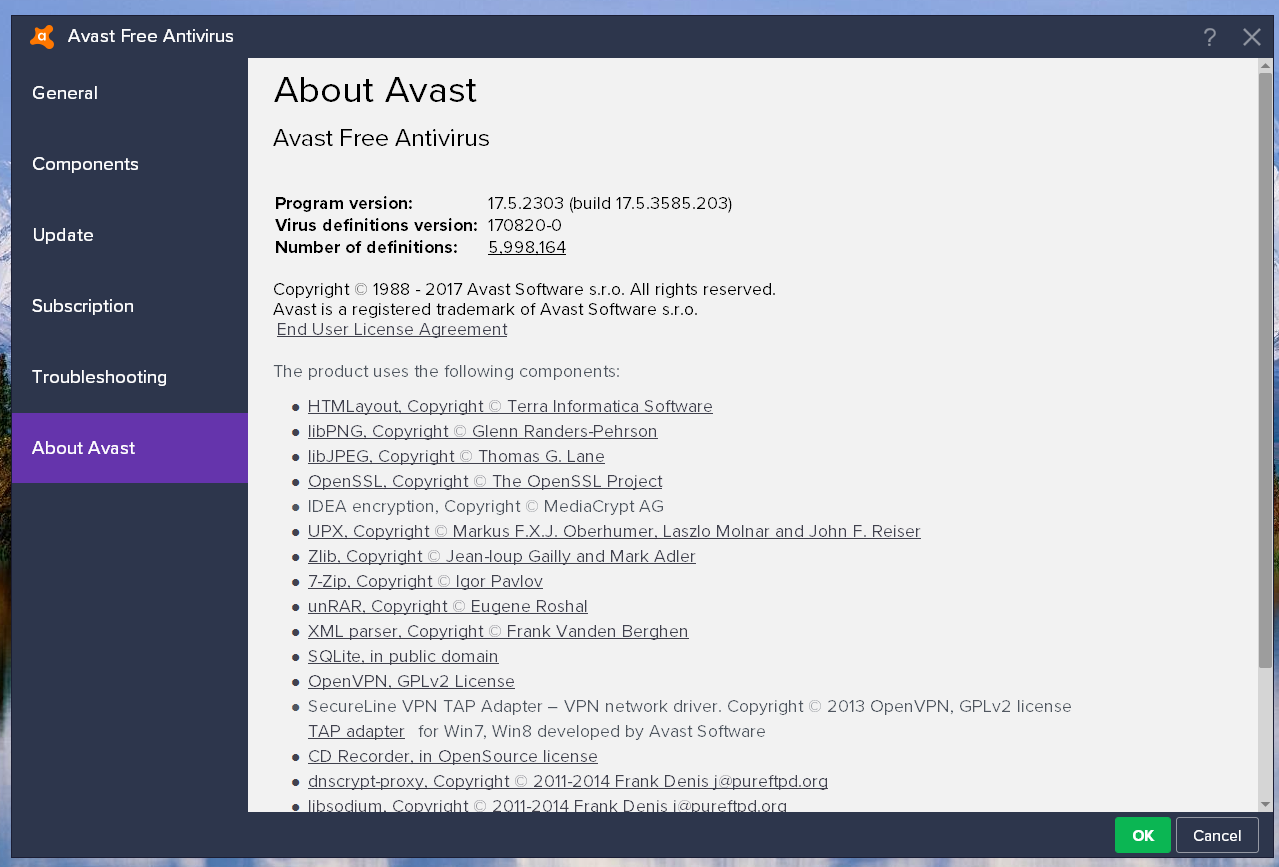 Avast Free Antivirus
?
General
Components
Update
Subscription
Troubleshooting
About Avast
About Avast
Avast Free Antivirus
Program version: 17.5.2303 (build 17.5.3585.203)
Virus definitions version: 170820-0
Number of definitions: 5,998,164
Copyright © 1988 - 2017 Avast Software s.r.o. All rights reserved.
Avast is a registered trademark of Avast Software s.r.o.
End User License Agreement
The product uses the following components:
• HTMLayout, Copyright © Terra Informatica Software
• libPNG, Copyright © Glenn Randers-Pehrson
• libJPEG, Copyright © Thomas G. Lane
• OpenSSL, Copyright © The OpenSSL Project
• IDEA encryption, Copyright © MediaCrypt AG
• UPX, Copyright © Markus F.X.J. Oberhumer, Laszlo Molnar and John F. Reiser
• Zlib, Copyright © Jean-loup Gailly and Mark Adler
• 7-Zip, Copyright © Igor Pavlov
• unRAR, Copyright © Eugene Roshal
• XML parser, Copyright © Frank Vanden Berghen
• SQLite, in public domain
• OpenVPN, GPLv2 License
• SecureLine VPN TAP Adapter – VPN network driver. Copyright © 2013 OpenVPN, GPLv2 license
TAP adapter for Win7, Win8 developed by Avast Software
• CD Recorder, in OpenSource license
• dnscrypt-proxy, Copyright © 2011-2014 Frank Denis j@pureftpd.org
• libsodium, Copyright © 2011-2014 Frank Denis j@pureftpd.org
OK
Cancel